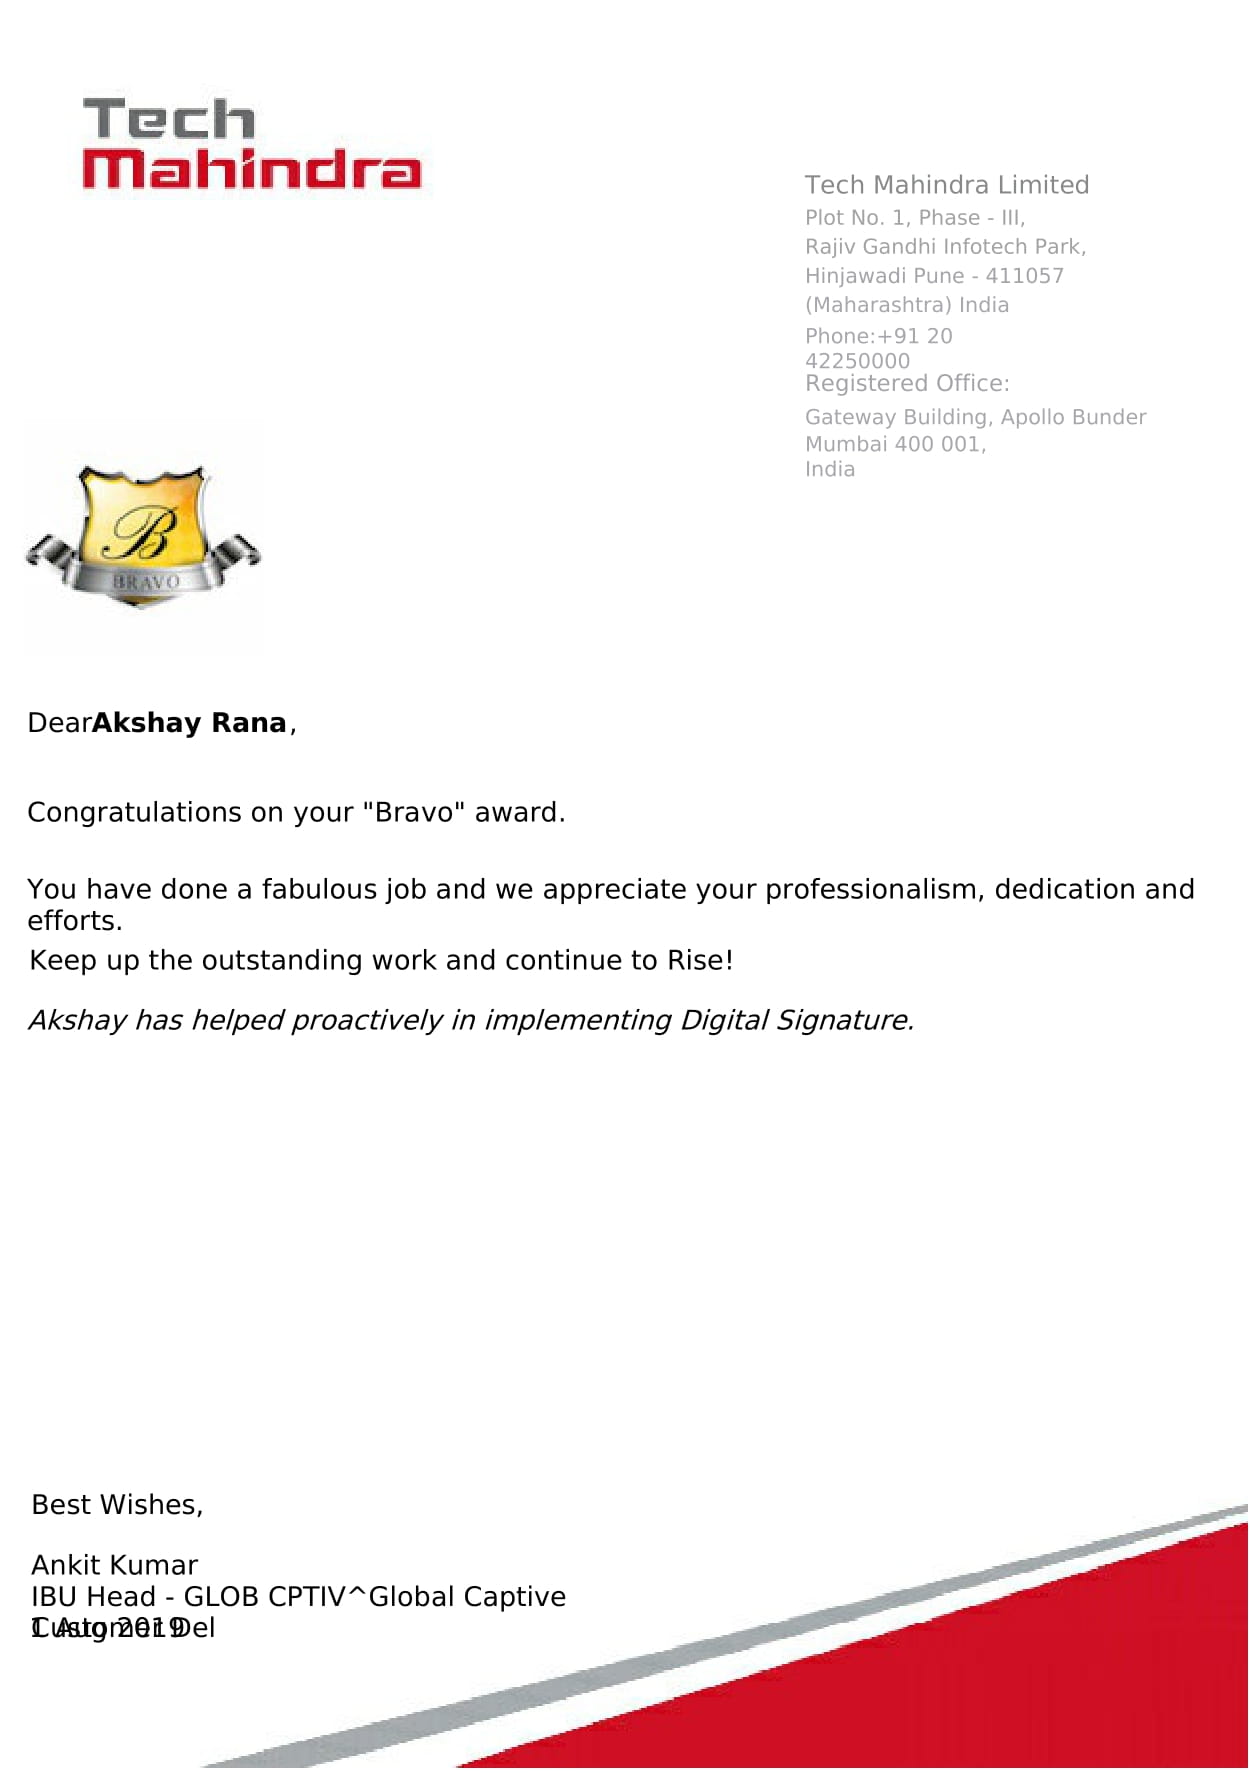 Tech
Mahindra
Tech Mahindra Limited
Plot No. 1, Phase - III,
Rajiv Gandhi Infotech Park,
Hinjawadi Pune - 411057
(Maharashtra) India
Phone:+91 20
42250000
Registered Office:
Gateway Building, Apollo Bunder
Mumbai 400 001,
India
B
BRAVO
DearAkshay Rana,
Congratulations on your "Bravo" award.
You have done a fabulous job and we appreciate your professionalism, dedication and
efforts.
Keep up the outstanding work and continue to Rise!
Akshay has helped proactively in implementing Digital Signature.
Best Wishes,
Ankit Kumar
IBU Head - GLOB CPTIV^Global Captive
Customer Del
1 Aug 2019